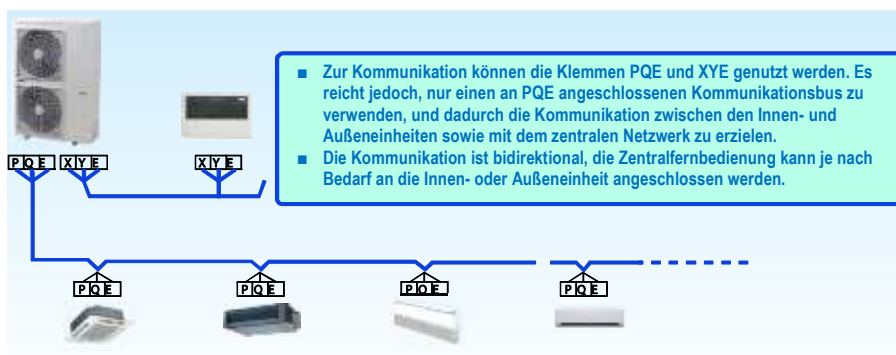 ■ Zur Kommunikation können die Klemmen PQE und XYE genutzt werden. Es
reicht jedoch, nur einen an PQE angeschlossenen Kommunikationsbus zu
verwenden, und dadurch die Kommunikation zwischen den Innen- und
Außeneinheiten sowie mit dem zentralen Netzwerk zu erzielen.
■ Die Kommunikation ist bidirektional, die Zentralfernbedienung kann je nach
Bedarf an die Innen- oder Außeneinheit angeschlossen werden.
P Q E X Y E X Y E
P Q E P Q E P Q E P Q E